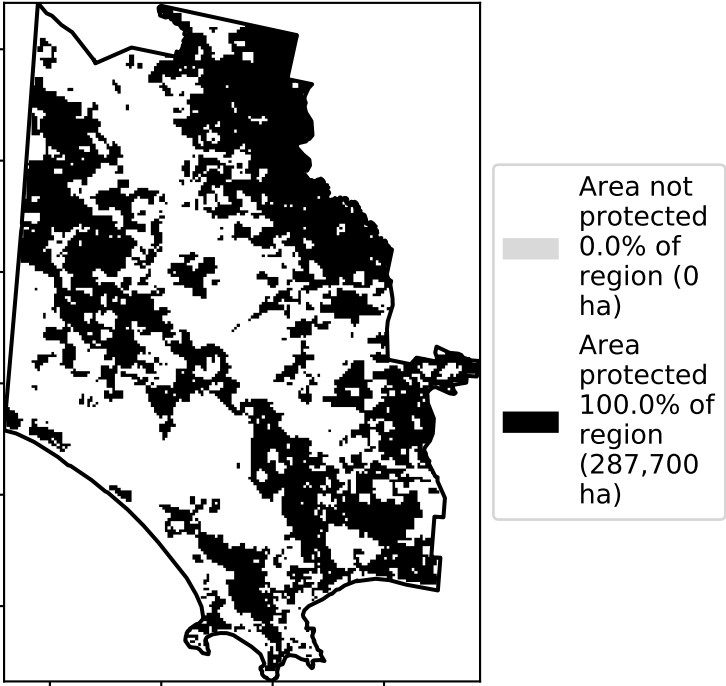 Area not
protected
0.0% of
region (0
ha)
Area
protected
100.0% of
region
(287,700
ha)